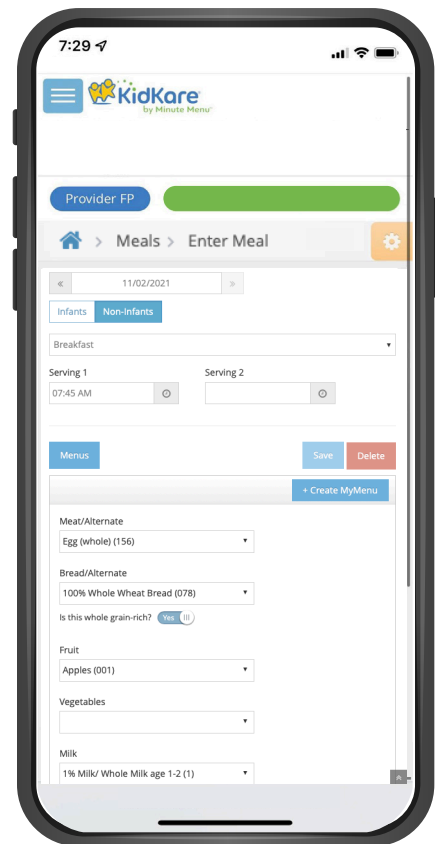 7:29
KidKare
by Minute Menu
Provider FP
> Meals > Enter Meal
« 11/02/2021 »
Infants Non-Infants
Breakfast
Serving 1 Serving 2
07:45 AM
Menus Save Delete
+ Create MyMenu
Meat/Alternate
Egg (whole) (156)
Bread/Alternate
100% Whole Wheat Bread (078)
Is this whole grain-rich? Yes
Fruit
Apples (001)
Vegetables
Milk
1% Milk/ Whole Milk age 1-2 (1)